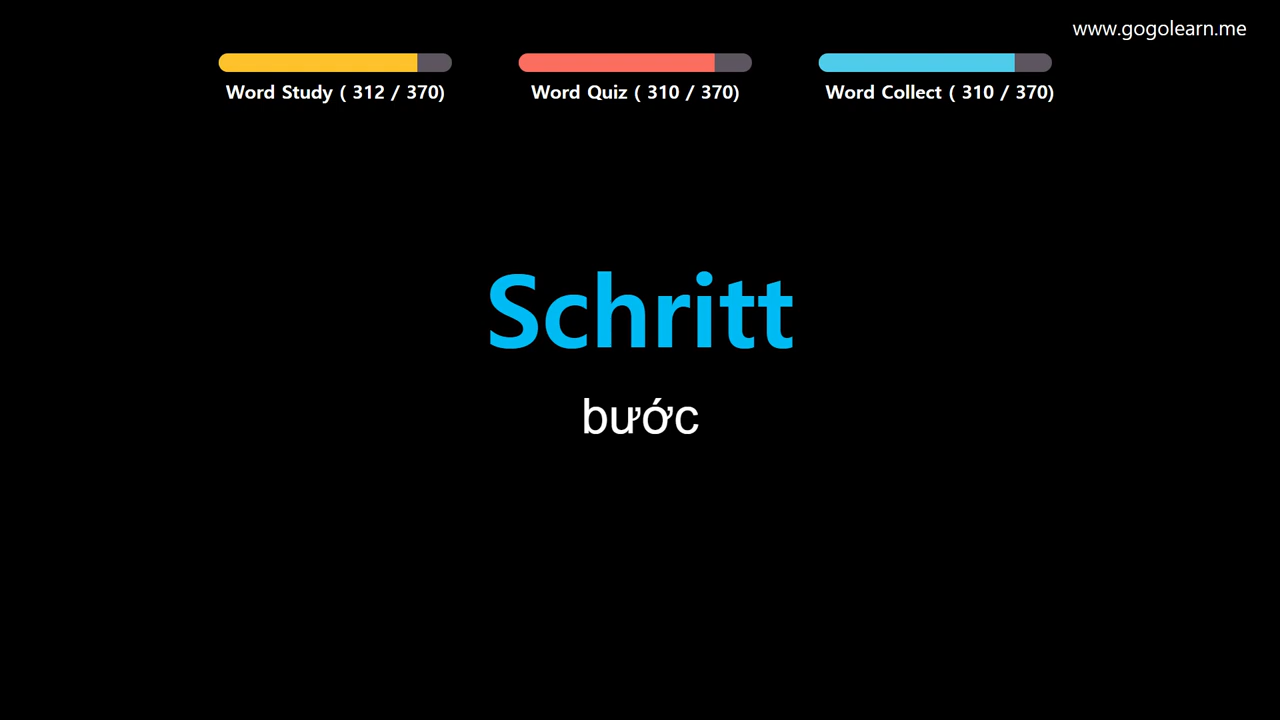 www.gogolearn.me
Word Study ( 312 / 370)
Word Quiz ( 310 / 370)
Word Collect ( 310 / 370)
Schritt
bước